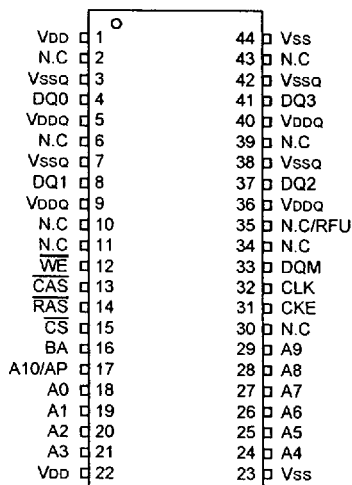 VDD 1 44 VSS
N.C 2 43 N.C
VSSQ 3 42 VSSQ
DQ0 4 41 DQ3
VDDQ 5 40 VDDQ
N.C 6 39 N.C
VSSQ 7 38 VSSQ
DQ1 8 37 DQ2
VDDQ 9 36 VDDQ
N.C 10 35 N.C/RFU
N.C 11 34 N.C
W̅E̅ 12 33 DQM
C̅A̅S̅ 13 32 CLK
R̅A̅S̅ 14 31 CKE
C̅S̅ 15 30 N.C
BA 16 29 A9
A10/AP 17 28 A8
A0 18 27 A7
A1 19 26 A6
A2 20 25 A5
A3 21 24 A4
VDD 22 23 VSS